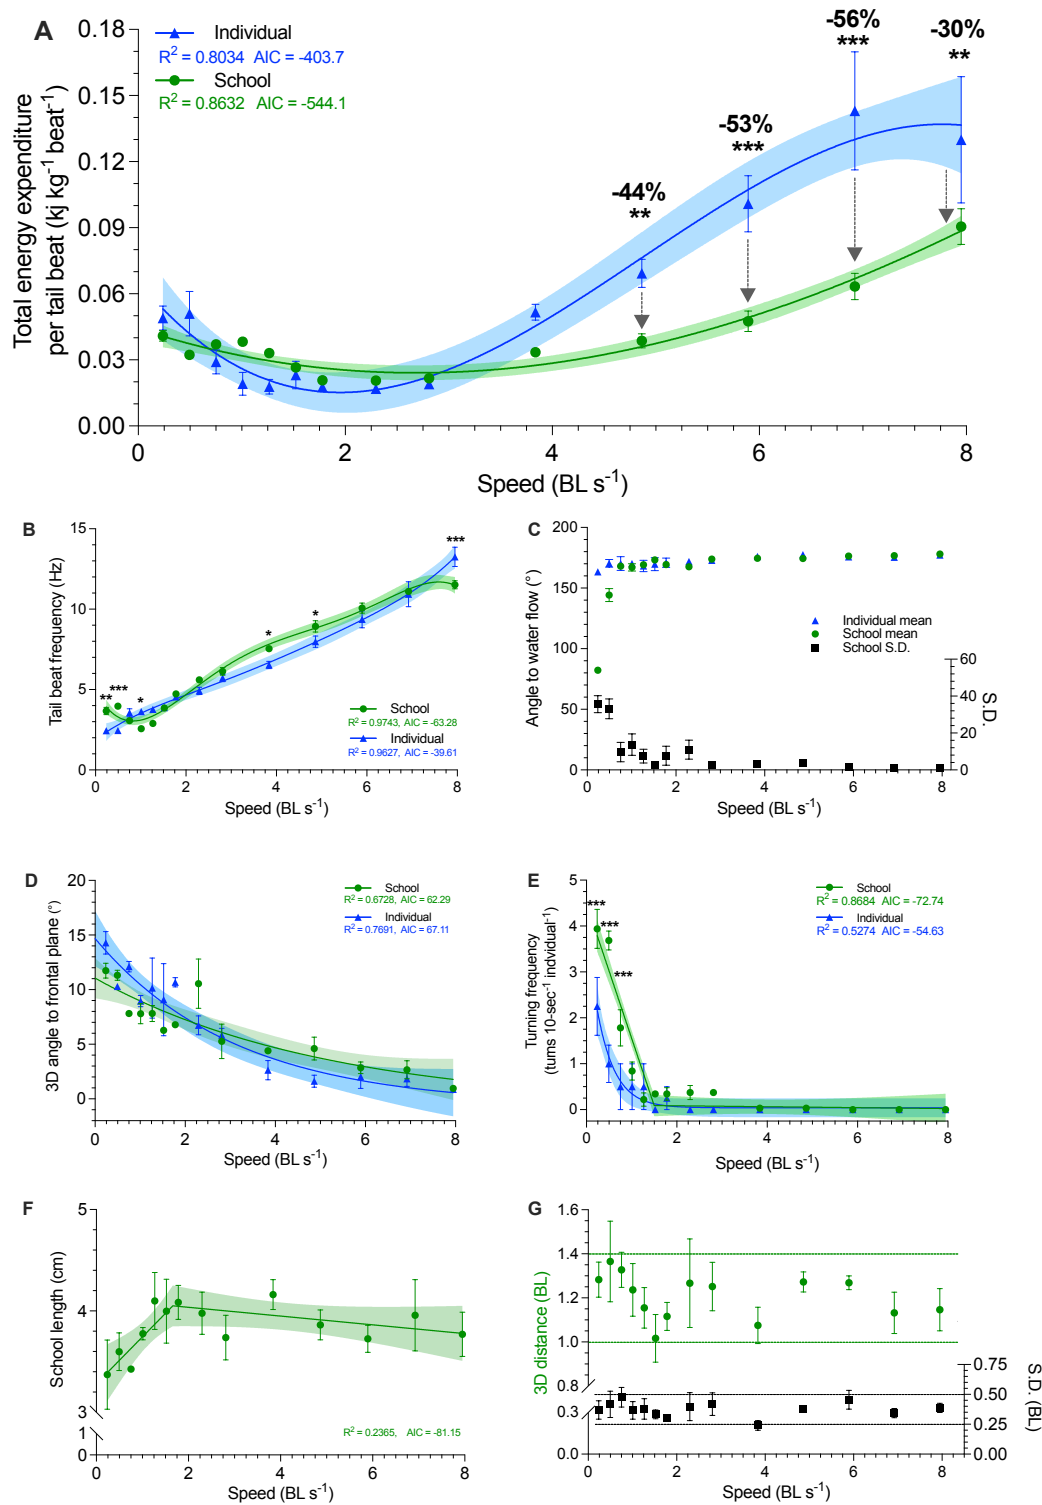 A
Individual
R² = 0.8034 AIC = -403.7
School
R² = 0.8632 AIC = -544.1
-44%
**
-53%
***
-56%
***
-30%
**
Total energy expenditure
per tail beat (kj kg⁻¹ beat⁻¹)
0.18
0.15
0.12
0.09
0.06
0.03
0.00
0 2 4 6 8
Speed (BL s⁻¹)
B
Tail beat frequency (Hz)
15
10
5
0
** *** * * * ***
School
R² = 0.9743, AIC = -63.28
Individual
R² = 0.9627, AIC = -39.61
0 2 4 6 8
Speed (BL s⁻¹)
C
Angle to water flow (°)
200
150
100
50
0
Individual mean
School mean
School S.D.
60
40
20
0
S.D.
0 2 4 6 8
Speed (BL s⁻¹)
D
3D angle to frontal plane (°)
20
15
10
5
0
School
R² = 0.6728, AIC = 62.29
Individual
R² = 0.7691, AIC = 67.11
0 2 4 6 8
Speed (BL s⁻¹)
E
Turning frequency
(turns 10-sec⁻¹ indvidual⁻¹)
5
4
3
2
1
0
***
***
***
School
R² = 0.8684 AIC = -72.74
Individual
R² = 0.5274 AIC = -54.63
0 2 4 6 8
Speed (BL s⁻¹)
F
School length (cm)
5
4
3
1
0
R² = 0.2365, AIC = -81.15
0 2 4 6 8
Speed (BL s⁻¹)
G
3D distance (BL)
1.6
1.4
1.2
1.0
0.8
0.3
0.0
0.75
0.50
0.25
0.00
S.D. (BL)
0 2 4 6 8
Speed (BL s⁻¹)